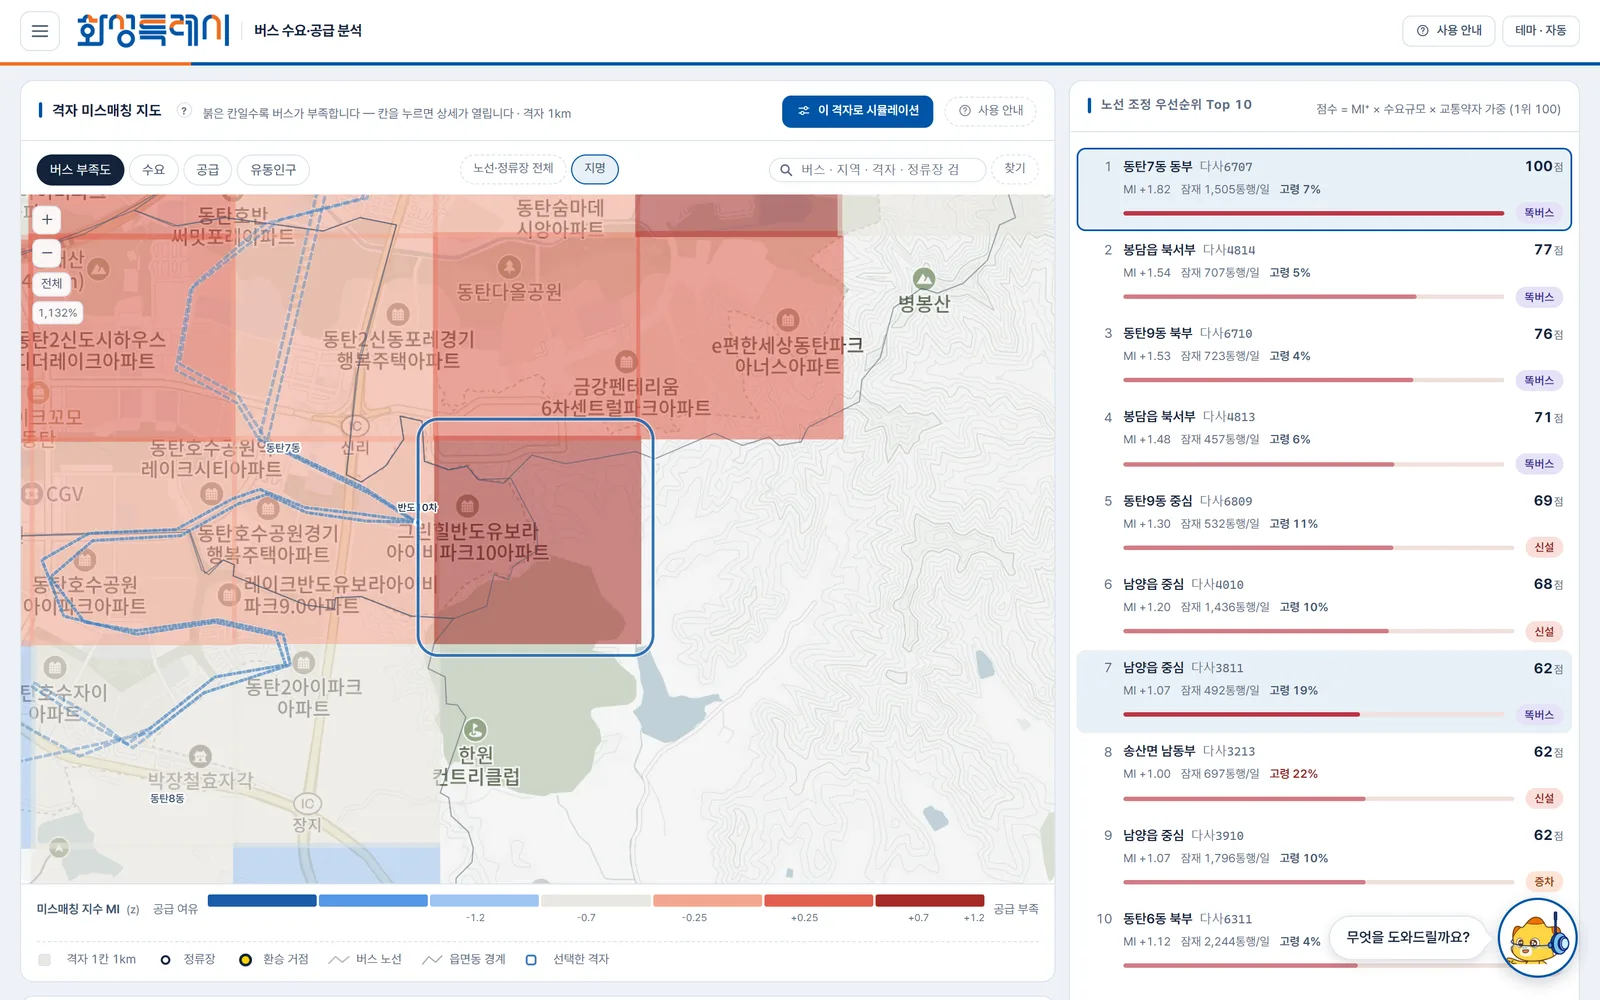 화성특례시
버스 수요·공급 분석
사용 안내
테마 · 자동
격자 미스매칭 지도
?
붉은 칸일수록 버스가 부족합니다 — 칸을 누르면 상세가 열립니다 · 격자 1km
이 격자로 시뮬레이션
사용 안내
버스 부족도
수요
공급
유동인구
노선·정류장 전체
지명
버스 · 지역 · 격자 · 정류장 검
찾기
+
−
전체
1,132%
동탄호반
써밋포레아파트
동탄숨마데
시앙아파트
동탄다올공원
병봉산
동탄2신도시하우스
디더레이크아파트
동탄2신동포레경기
행복주택아파트
e편한세상동탄파크
아너스아파트
금강펜테리움
6차센트럴파크아파트
이크꼬모
동탄
IC
신리
동탄7동
레이크시티아파트
CGV
그린힐반도유보라
아이비파크10아파트
동탄호수공원경기
행복주택아파트
동탄호수공원
아이파크아파트
레이크반도유보라아이비
파크9.0아파트
탄호수자이
아파트
동탄2아이파크
아파트
한원
컨트리클럽
박장철효자각
동탄8동
IC
장지
미스매칭 지수 MI (z)
공급 여유
-1.2
-0.7
-0.25
+0.25
+0.7
+1.2
공급 부족
격자 1칸 1km
정류장
환승 거점
버스 노선
읍면동 경계
선택한 격자
노선 조정 우선순위 Top 10
점수 = MI⁺ × 수요규모 × 교통약자 가중 (1위 100)
1 동탄7동 동부 다사6707 100점
MI +1.82 잠재 1,505통행/일 고령 7%
똑버스
2 봉담읍 북서부 다사4814 77점
MI +1.54 잠재 707통행/일 고령 5%
똑버스
3 동탄9동 북부 다사6710 76점
MI +1.53 잠재 723통행/일 고령 4%
똑버스
4 봉담읍 북서부 다사4813 71점
MI +1.48 잠재 457통행/일 고령 6%
똑버스
5 동탄9동 중심 다사6809 69점
MI +1.30 잠재 532통행/일 고령 11%
신설
6 남양읍 중심 다사4010 68점
MI +1.20 잠재 1,436통행/일 고령 10%
신설
7 남양읍 중심 다사3811 62점
MI +1.07 잠재 492통행/일 고령 19%
똑버스
8 송산면 남동부 다사3213 62점
MI +1.00 잠재 697통행/일 고령 22%
신설
9 남양읍 중심 다사3910 62점
MI +1.07 잠재 1,796통행/일 고령 10%
증차
10 동탄6동 북부 다사6311
MI +1.12 잠재 2,244통행/일 고령 4%
무엇을 도와드릴까요?